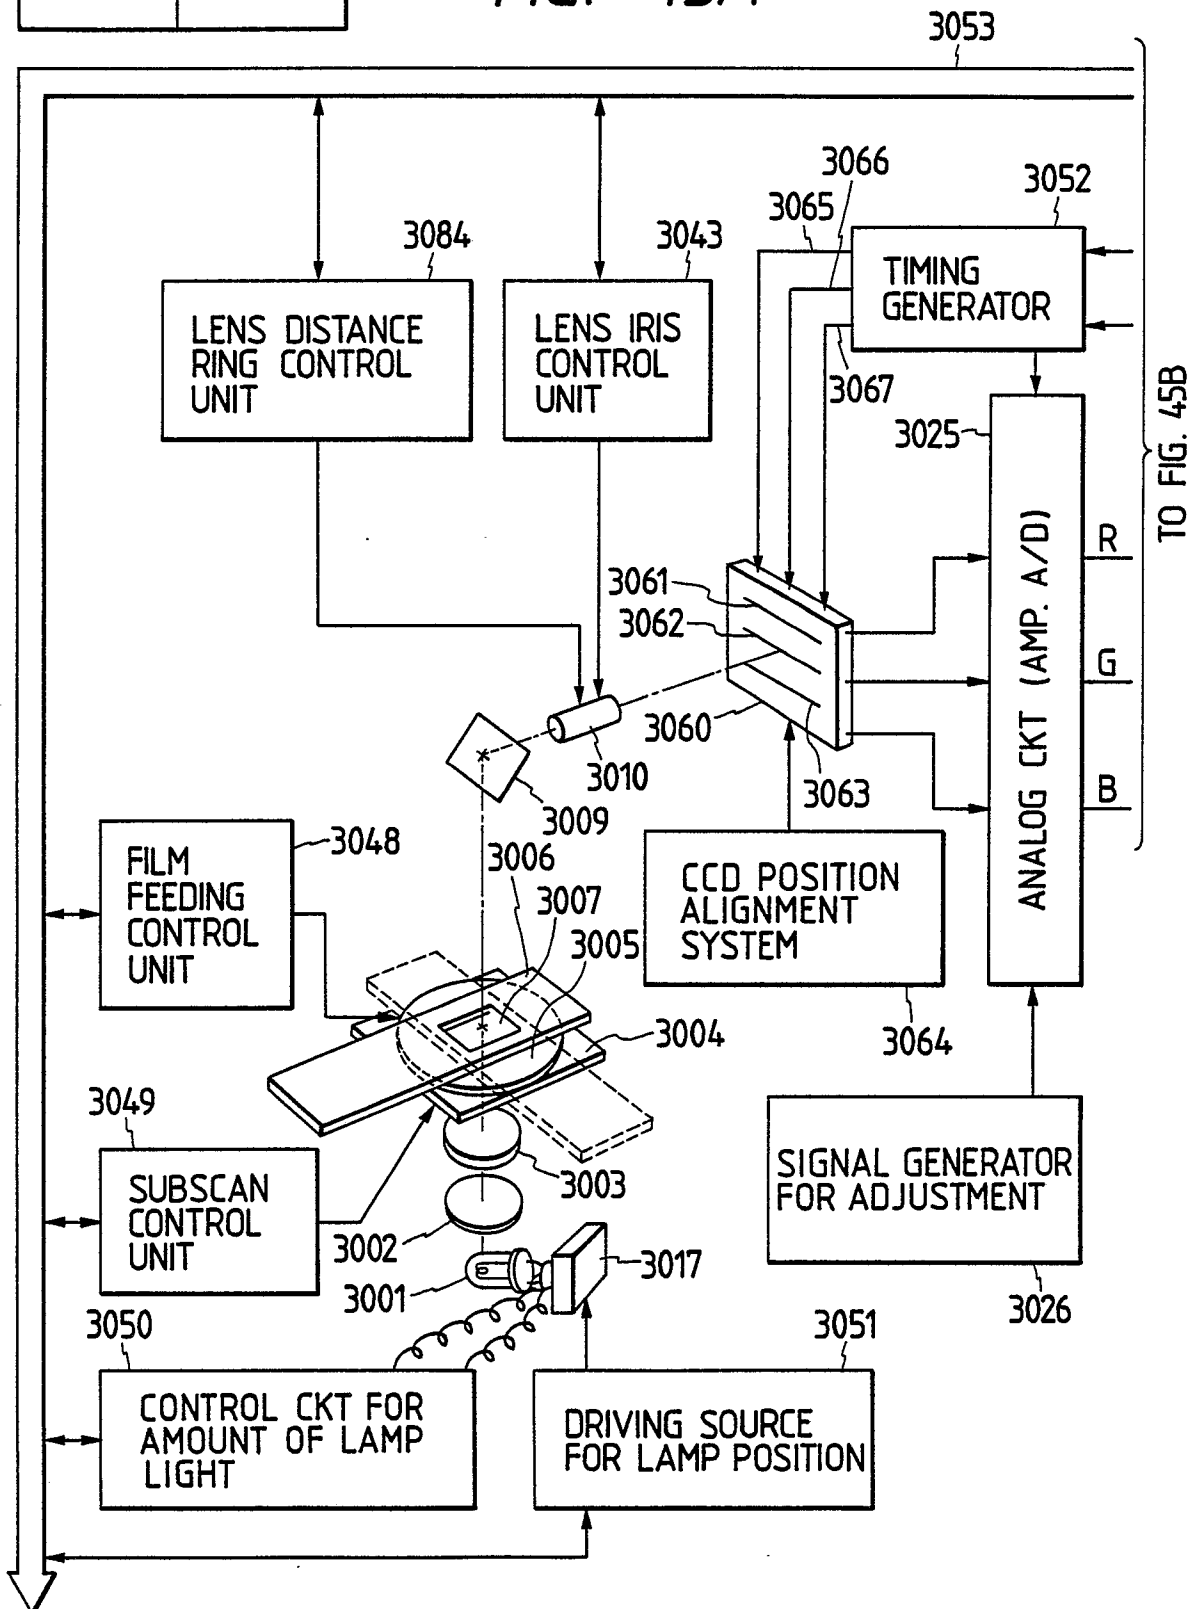 FIG. 45A
3053
3066
3052
3065
3084
3043
TIMING
GENERATOR
LENS DISTANCE
RING CONTROL
UNIT
LENS IRIS
CONTROL
UNIT
3067
3025
TO FIG. 45B
R
3061
3062
G
3060
3010
3063
B
3009
ANALOG CKT (AMP. A/D)
3048
3006
FILM
FEEDING
CONTROL
UNIT
3007
3005
CCD POSITION
ALIGNMENT
SYSTEM
3004
3064
3049
SUBSCAN
CONTROL
UNIT
3003
SIGNAL GENERATOR
FOR ADJUSTMENT
3002
3017
3001
3026
3050
3051
CONTROL CKT FOR
AMOUNT OF LAMP
LIGHT
DRIVING SOURCE
FOR LAMP POSITION